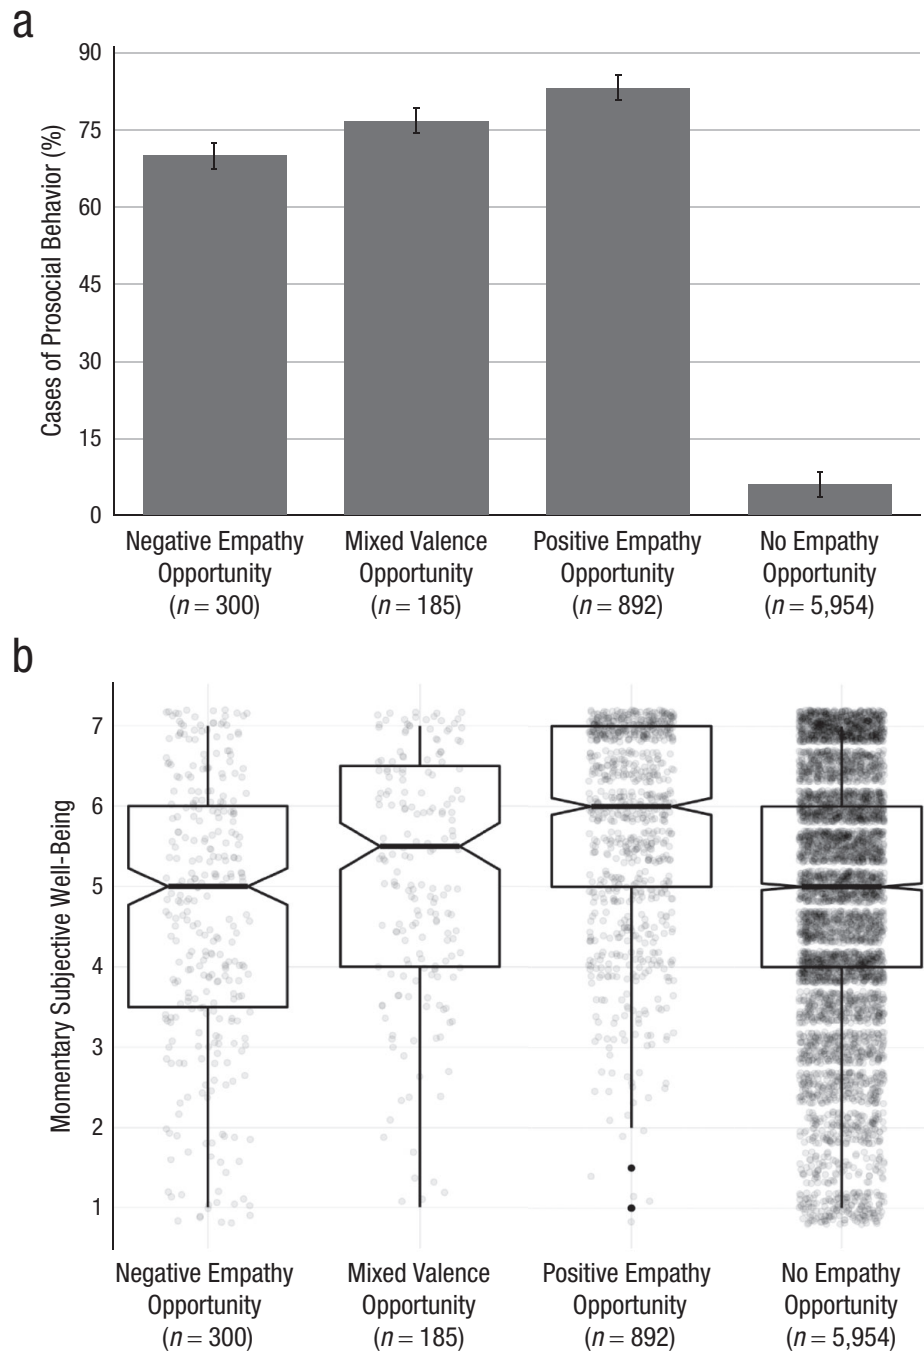 a
Cases of Prosocial Behavior (%)
90
75
60
45
30
15
0
Negative Empathy
Opportunity
(n = 300)
Mixed Valence
Opportunity
(n = 185)
Positive Empathy
Opportunity
(n = 892)
No Empathy
Opportunity
(n = 5,954)
b
Momentary Subjective Well-Being
7
6
5
4
3
2
1
Negative Empathy
Opportunity
(n = 300)
Mixed Valence
Opportunity
(n = 185)
Positive Empathy
Opportunity
(n = 892)
No Empathy
Opportunity
(n = 5,954)